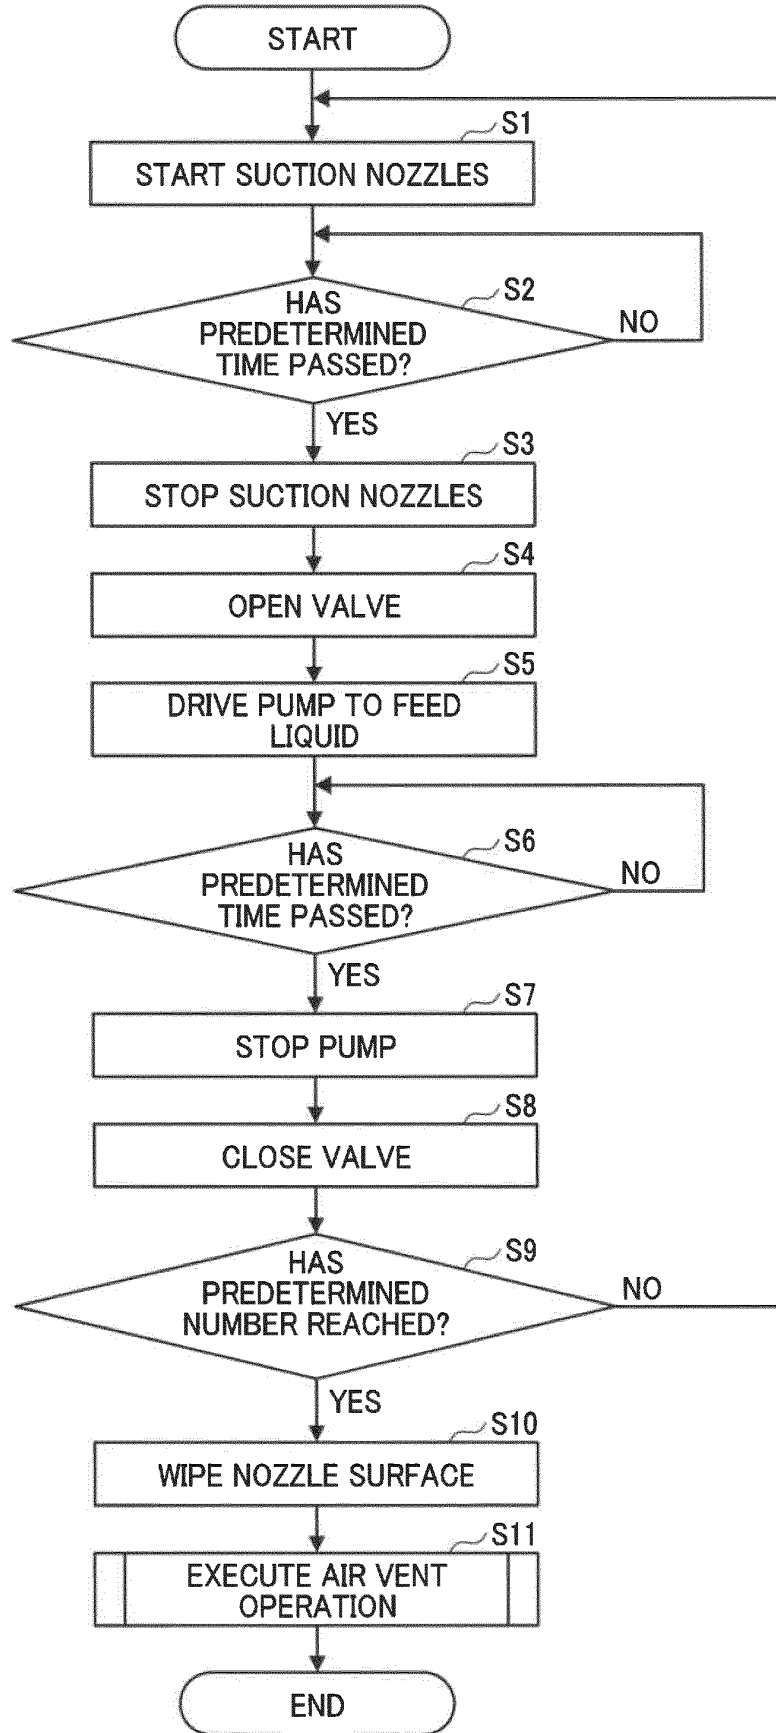 START
S1
START SUCTION NOZZLES
S2
HAS
PREDETERMINED
TIME PASSED?
NO
YES
S3
STOP SUCTION NOZZLES
S4
OPEN VALVE
S5
DRIVE PUMP TO FEED
LIQUID
S6
HAS
PREDETERMINED
TIME PASSED?
NO
YES
S7
STOP PUMP
S8
CLOSE VALVE
S9
HAS
PREDETERMINED
NUMBER REACHED?
NO
YES
S10
WIPE NOZZLE SURFACE
S11
EXECUTE AIR VENT
OPERATION
END